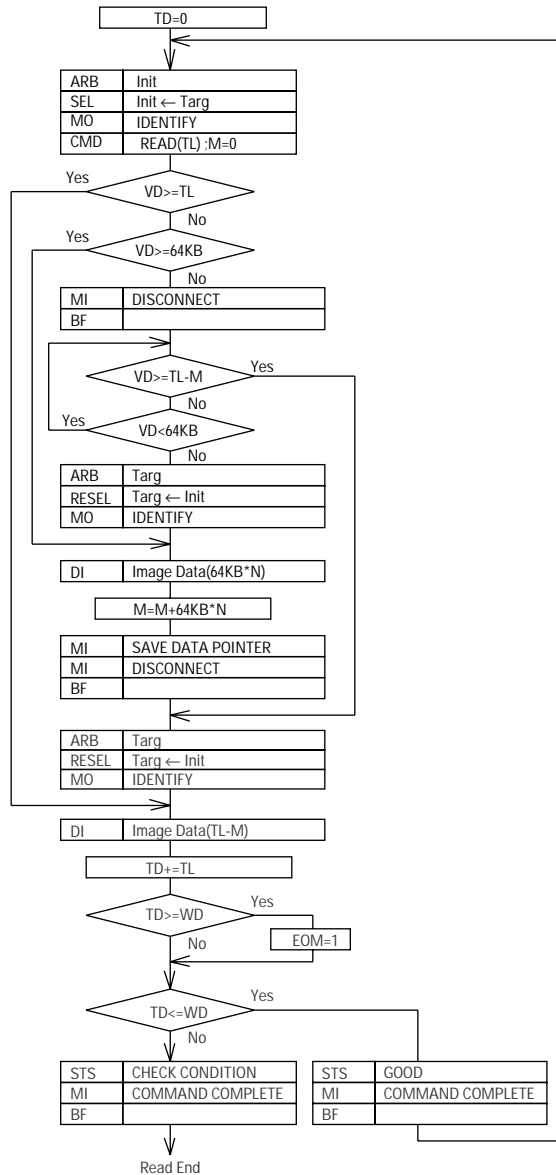 TD=0
ARB Init
SEL Init ← Targ
MO IDENTIFY
CMD READ(TL) ;M=0
Yes
VD>=TL
No
Yes
VD>=64KB
No
MI DISCONNECT
BF
VD>=TL-M
Yes
No
Yes
VD<64KB
No
ARB Targ
RESEL Targ ← Init
MO IDENTIFY
DI Image Data(64KB*N)
M=M+64KB*N
MI SAVE DATA POINTER
MI DISCONNECT
BF
ARB Targ
RESEL Targ ← Init
MO IDENTIFY
DI Image Data(TL-M)
TD+=TL
Yes
TD>=WD
No
EOM=1
Yes
TD<=WD
No
STS CHECK CONDITION
MI COMMAND COMPLETE
BF
STS GOOD
MI COMMAND COMPLETE
BF
Read End